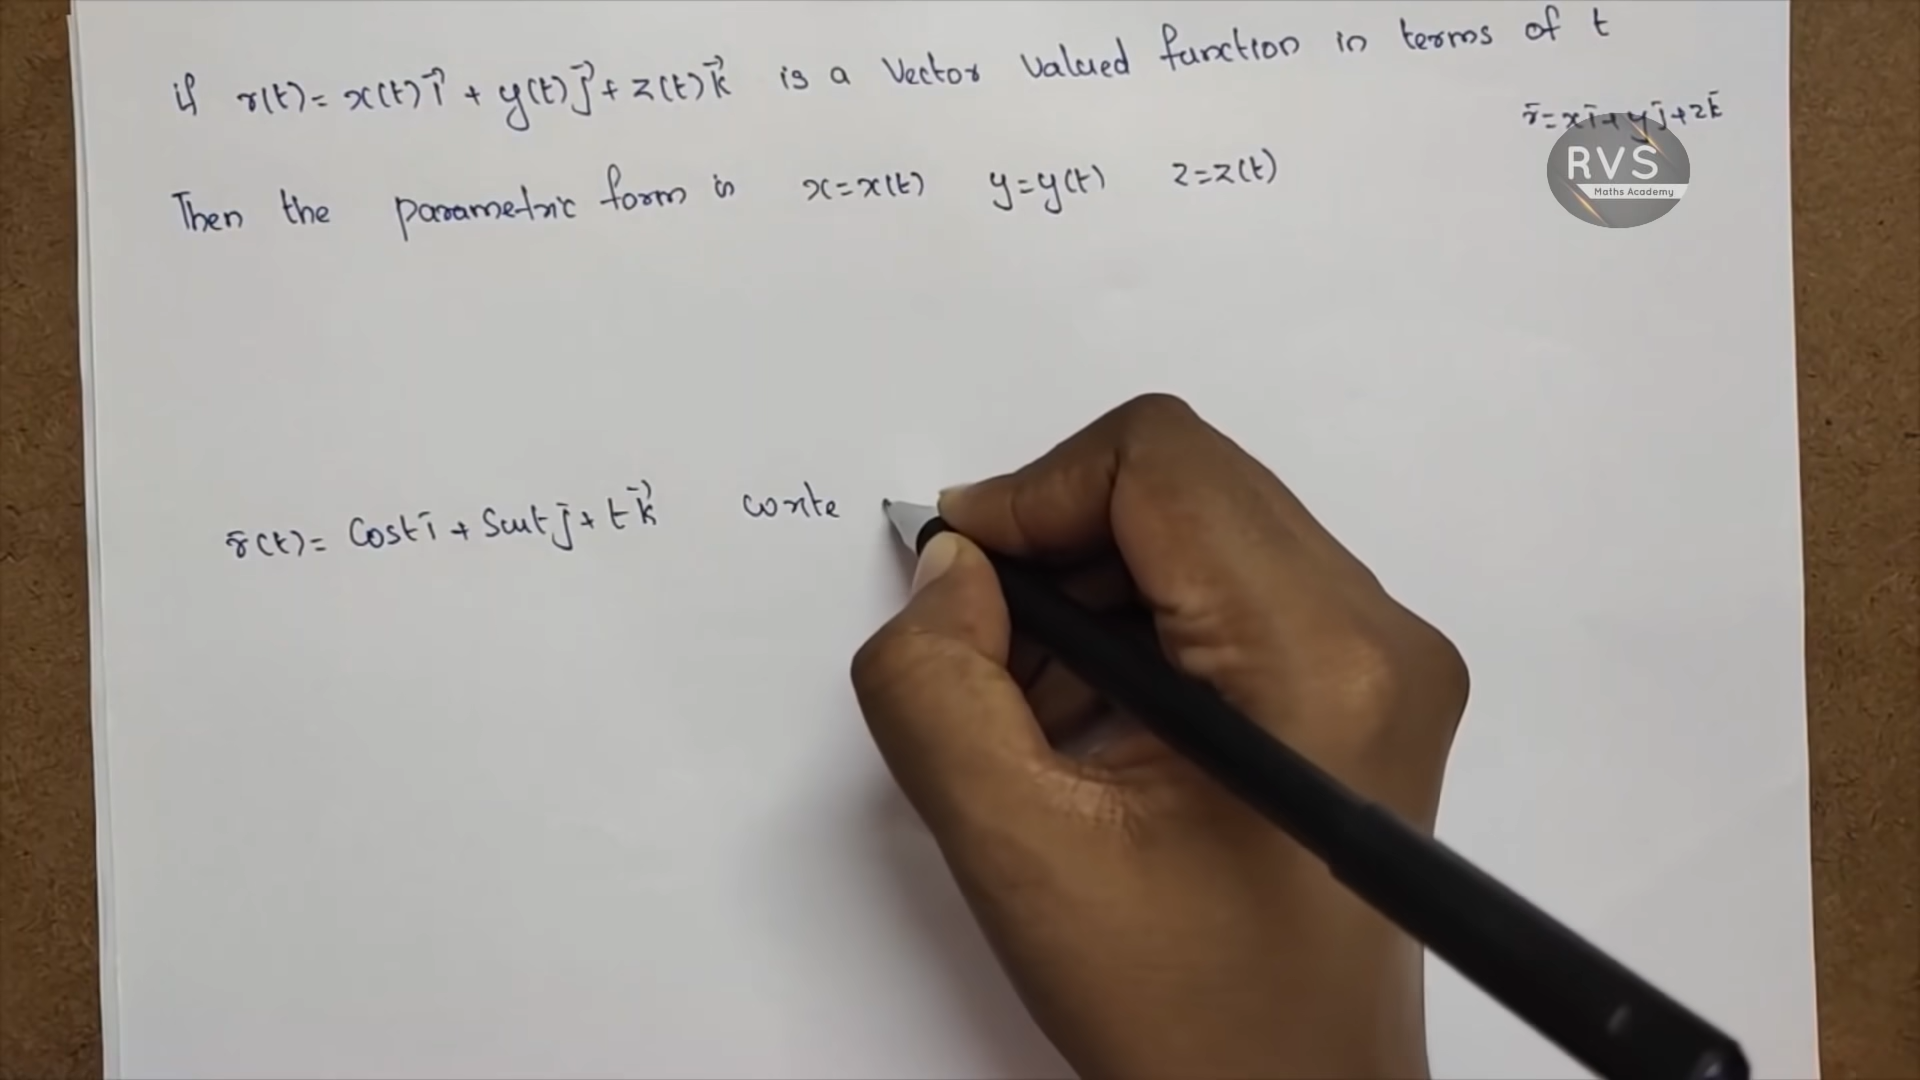 if r(t) = x(t)i⃗ + y(t)j⃗ + z(t)k⃗ is a Vector Valued function in terms of t
r̄ = xī + yj̄ + zk̄
RVS
Maths Academy
Then the parametric form is x = x(t) y = y(t) z = z(t)
r̄(t) = Cost ī + Sint j̄ + t k⃗ write